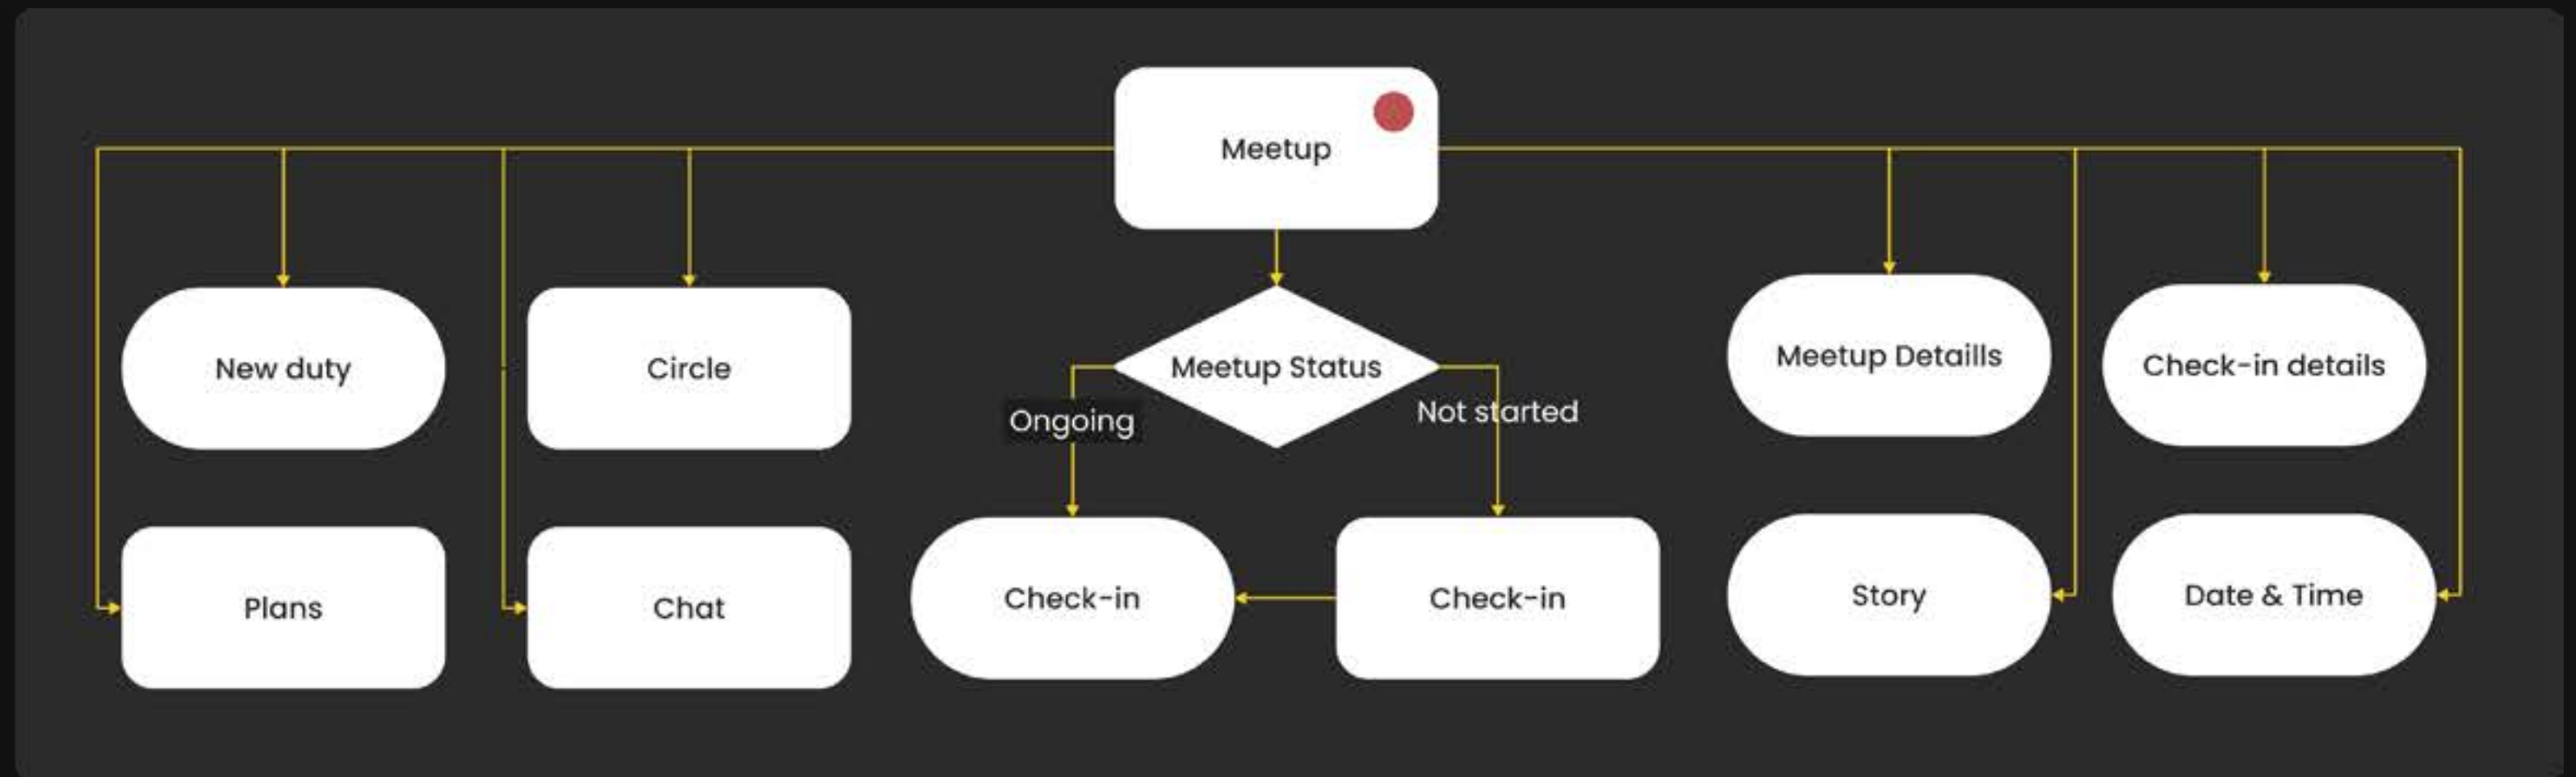 Meetup
New duty
Circle
Meetup Status
Meetup Detaills
Check-in details
Ongoing
Not started
Plans
Chat
Check-in
Check-in
Story
Date & Time